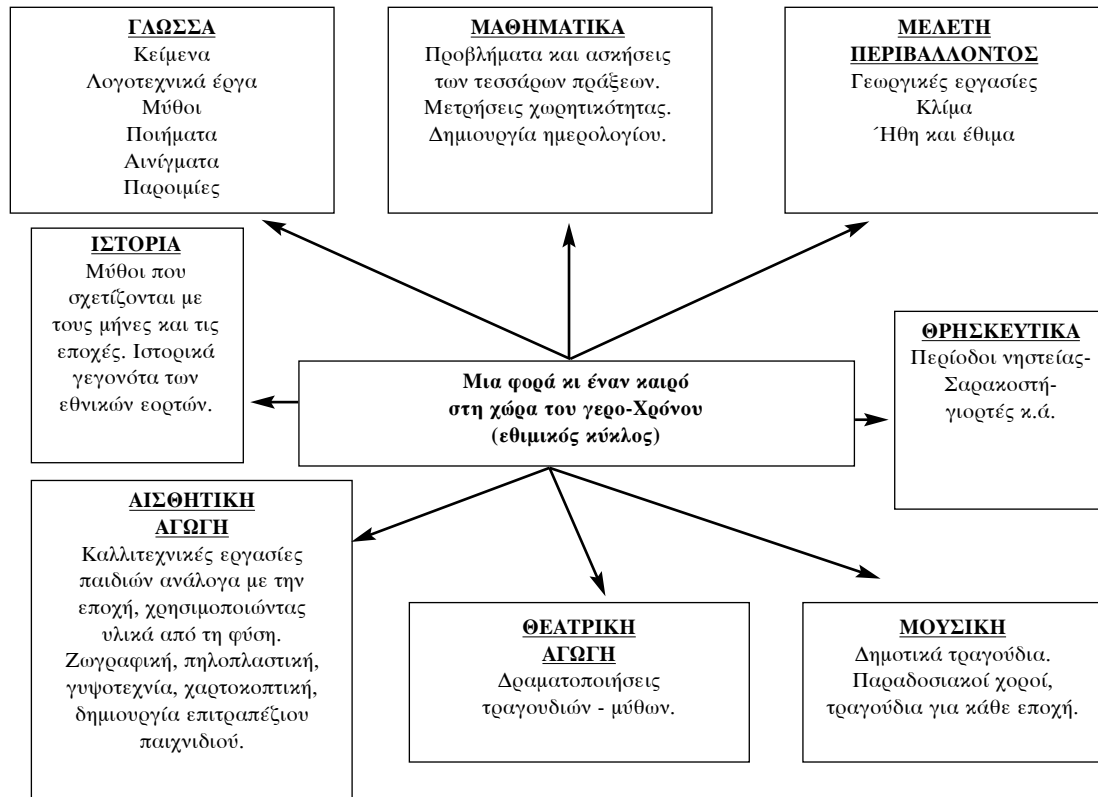 ΓΛΩΣΣΑ
Κείμενα
Λογοτεχνικά έργα
Μύθοι
Ποιήματα
Αινίγματα
Παροιμίες
ΜΑΘΗΜΑΤΙΚΑ
Προβλήματα και ασκήσεις
των τεσσάρων πράξεων.
Μετρήσεις χωρητικότητας.
Δημιουργία ημερολογίου.
ΜΕΛΕΤΗ
ΠΕΡΙΒΑΛΛΟΝΤΟΣ
Γεωργικές εργασίες
Κλίμα
Ήθη και έθιμα
ΙΣΤΟΡΙΑ
Μύθοι που
σχετίζονται με
τους μήνες και τις
εποχές. Ιστορικά
γεγονότα των
εθνικών εορτών.
Μια φορά κι έναν καιρό
στη χώρα του γερο-Χρόνου
(εθιμικός κύκλος)
ΘΡΗΣΚΕΥΤΙΚΑ
Περίοδοι νηστείας-
Σαρακοστή-
γιορτές κ.ά.
ΑΙΣΘΗΤΙΚΗ
ΑΓΩΓΗ
Καλλιτεχνικές εργασίες
παιδιών ανάλογα με την
εποχή, χρησιμοποιώντας
υλικά από τη φύση.
Ζωγραφική, πηλοπλαστική,
γυψοτεχνία, χαρτοκοπτική,
δημιουργία επιτραπέζιου
παιχνιδιού.
ΘΕΑΤΡΙΚΗ
ΑΓΩΓΗ
Δραματοποιήσεις
τραγουδιών - μύθων.
ΜΟΥΣΙΚΗ
Δημοτικά τραγούδια.
Παραδοσιακοί χοροί,
τραγούδια για κάθε εποχή.